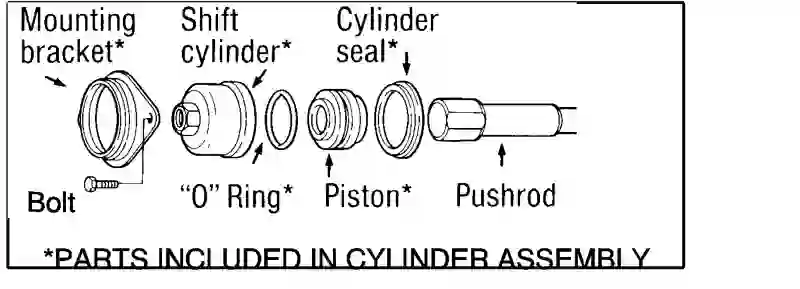 Mounting
bracket*
Shift
cylinder*
Cylinder
seal*
Bolt
“O” Ring*
Piston*
Pushrod
*PARTS INCLUDED IN CYLINDER ASSEMBLY